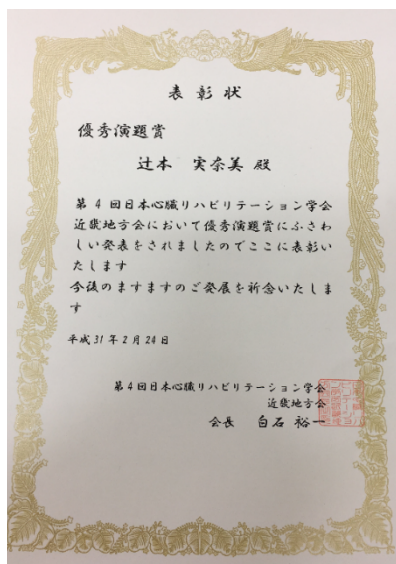 表彰状
優秀演題賞
辻本 実奈美 殿
第4回日本心臓リハビリテーション学会
近畿地方会において優秀演題賞にふさわ
しい発表をされましたのでここに表彰い
たします
今後のますますのご発展を祈念いたしま
す
平成31年2月24日
第4回日本心臓リハビリテーション学会
近畿地方会
会長 白石 裕一